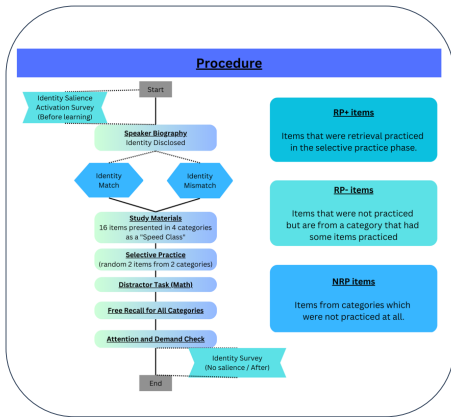 Procedure
Start
Identity Salience
Activation Survey
(Before learning)
Speaker Biography
Identity Disclosed
Identity
Match
Identity
Mismatch
Study Materials
16 items presented in 4 categories
as a "Speed Class"
Selective Practice
(random 2 items from 2 categories)
Distractor Task (Math)
Free Recall for All Categories
Attention and Demand Check
Identity Survey
(No salience / After)
End
RP+ items
Items that were retrieval practiced
in the selective practice phase.
RP- items
Items that were not practiced
but are from a category that had
some items practiced
NRP items
Items from categories which
were not practiced at all.